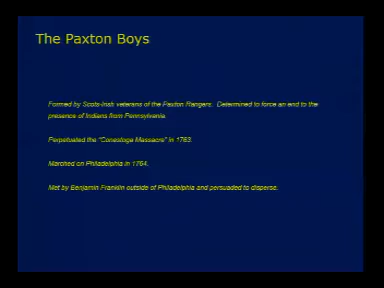 The Paxton Boys
Formed by Scots-Irish veterans of the Paxton Rangers. Determined to force an end to the
presence of Indians from Pennsylvania.
Perpetuated the "Conestoga Massacre" in 1763.
Marched on Philadelphia in 1764.
Met by Benjamin Franklin outside of Philadelphia and persuaded to disperse.